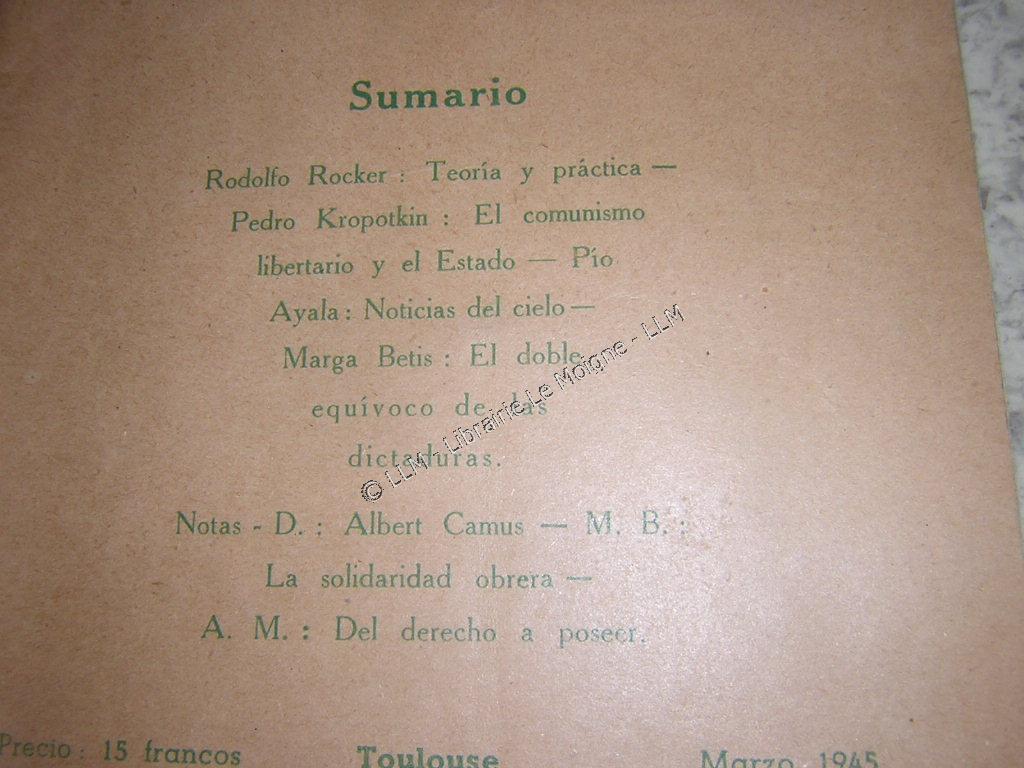 Sumario
Rodolfo Rocker : Teoría y práctica —
Pedro Kropotkin : El comunismo
libertario y el Estado — Pío
Ayala : Noticias del cielo —
Marga Betis : El doble
equívoco de las
dictaduras.
© LLM - Librairie Le Moigne - LLM
Notas - D. : Albert Camus — M. B. :
La solidaridad obrera —
A. M. : Del derecho a poseer.
Precio : 15 francos Toulouse Marzo 1945